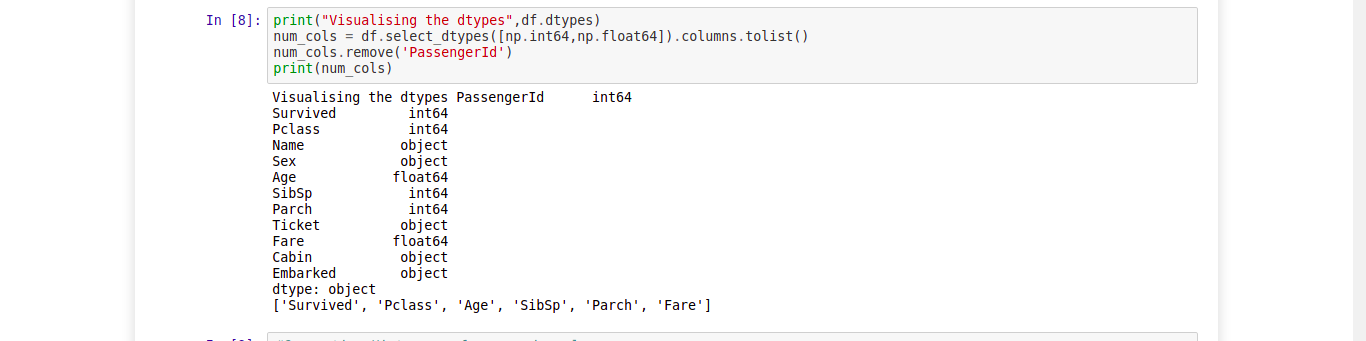 In [8]: print("Visualising the dtypes",df.dtypes)
num_cols = df.select_dtypes([np.int64,np.float64]).columns.tolist()
num_cols.remove('PassengerId')
print(num_cols)
Visualising the dtypes PassengerId      int64
Survived         int64
Pclass           int64
Name            object
Sex             object
Age            float64
SibSp            int64
Parch            int64
Ticket          object
Fare           float64
Cabin           object
Embarked        object
dtype: object
['Survived', 'Pclass', 'Age', 'SibSp', 'Parch', 'Fare']